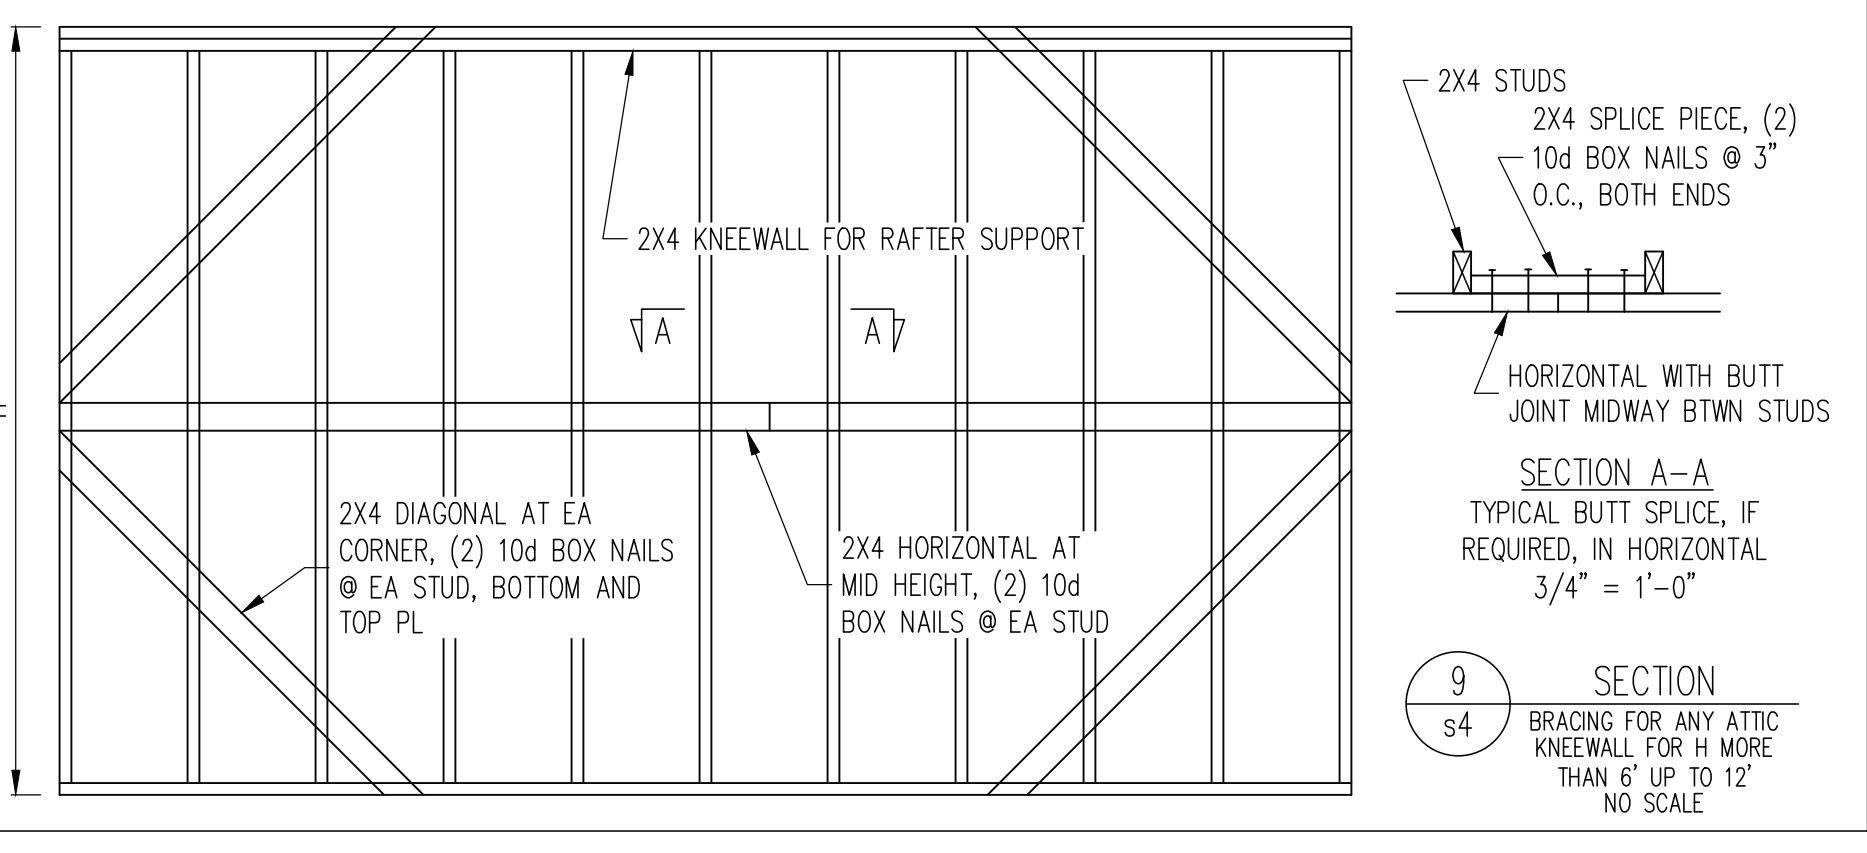 2X4 KNEEWALL FOR RAFTER SUPPORT
A
A
2X4 DIAGONAL AT EA
CORNER, (2) 10d BOX NAILS
@ EA STUD, BOTTOM AND
TOP PL
2X4 HORIZONTAL AT
MID HEIGHT, (2) 10d
BOX NAILS @ EA STUD
2X4 STUDS
2X4 SPLICE PIECE, (2)
10d BOX NAILS @ 3"
O.C., BOTH ENDS
HORIZONTAL WITH BUTT
JOINT MIDWAY BTWN STUDS
SECTION A-A
TYPICAL BUTT SPLICE, IF
REQUIRED, IN HORIZONTAL
3/4" = 1'-0"
9
s4
SECTION
BRACING FOR ANY ATTIC
KNEEWALL FOR H MORE
THAN 6' UP TO 12'
NO SCALE